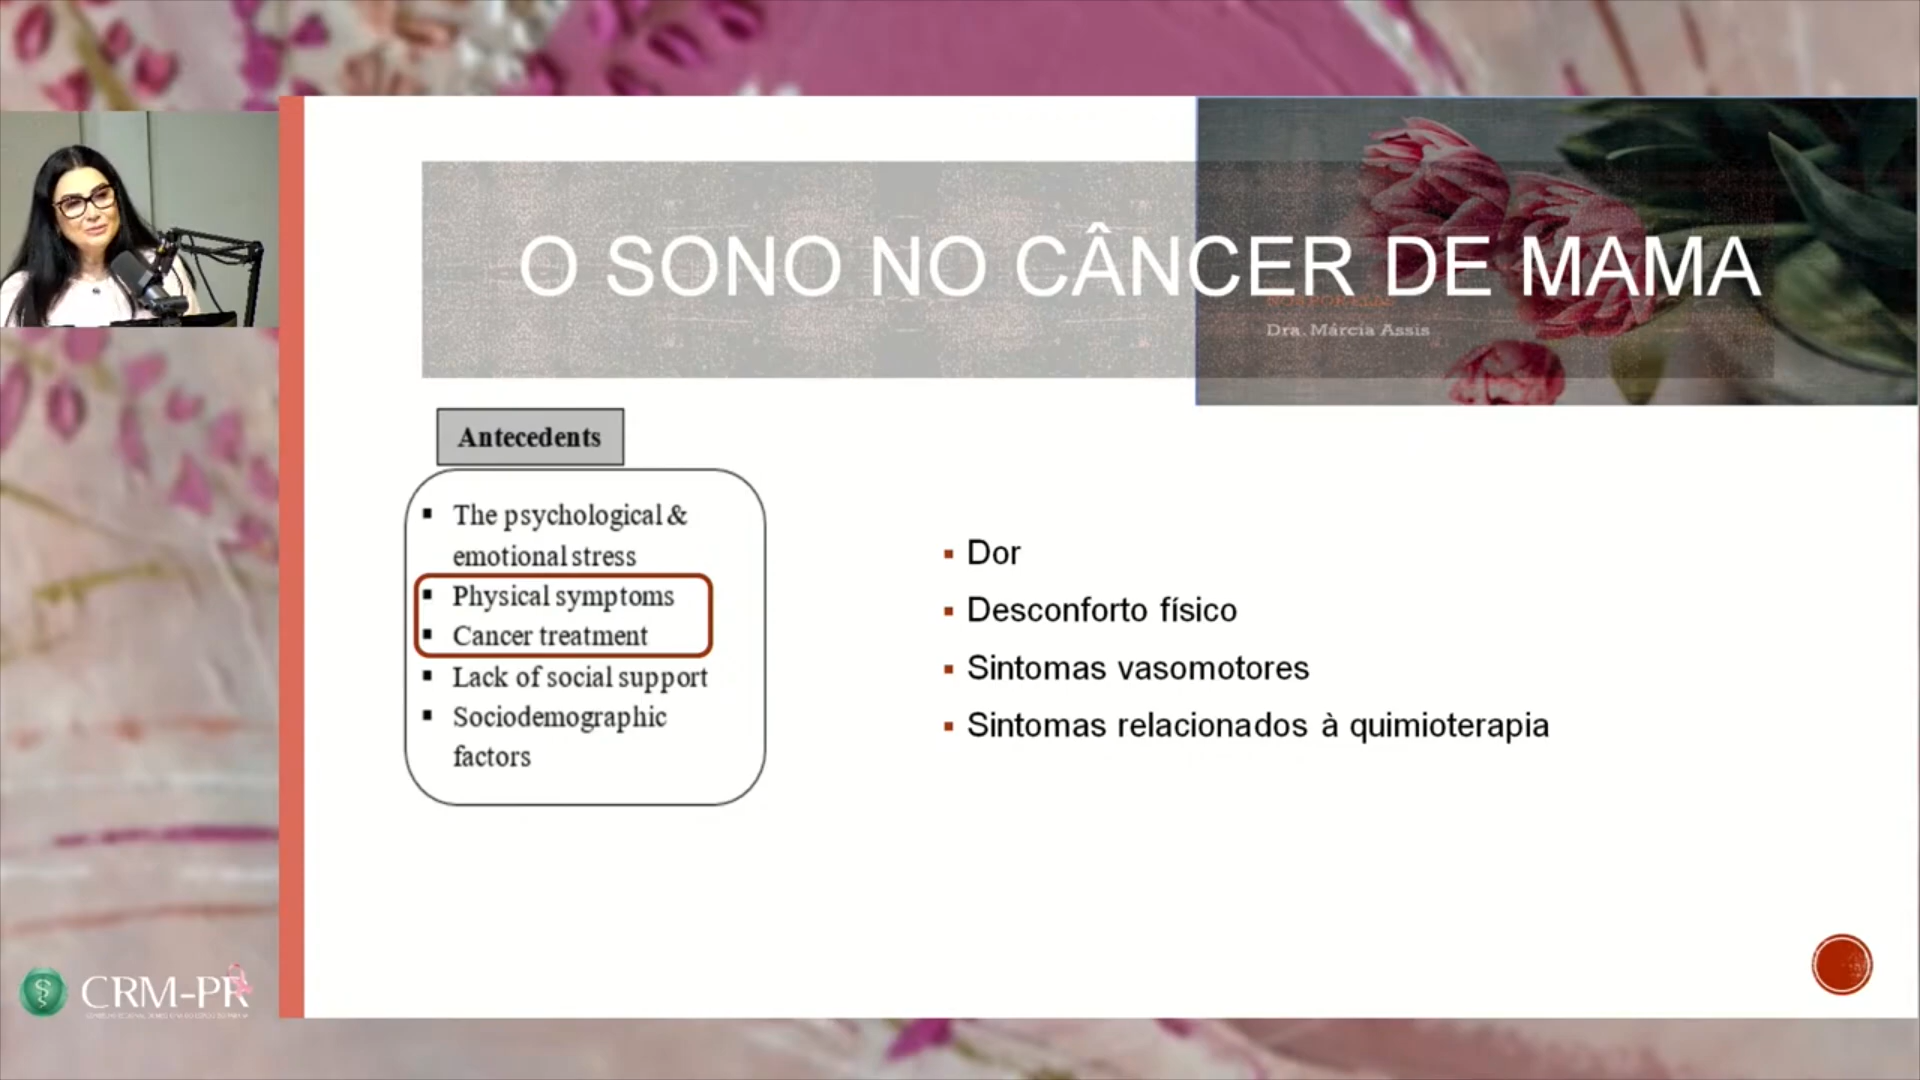 O SONO NO CÂNCER DE MAMA
Dra. Márcia Assis
Antecedents
▪ The psychological &
emotional stress
▪ Physical symptoms
▪ Cancer treatment
▪ Lack of social support
▪ Sociodemographic
factors
▪ Dor
▪ Desconforto físico
▪ Sintomas vasomotores
▪ Sintomas relacionados à quimioterapia
CRM-PR